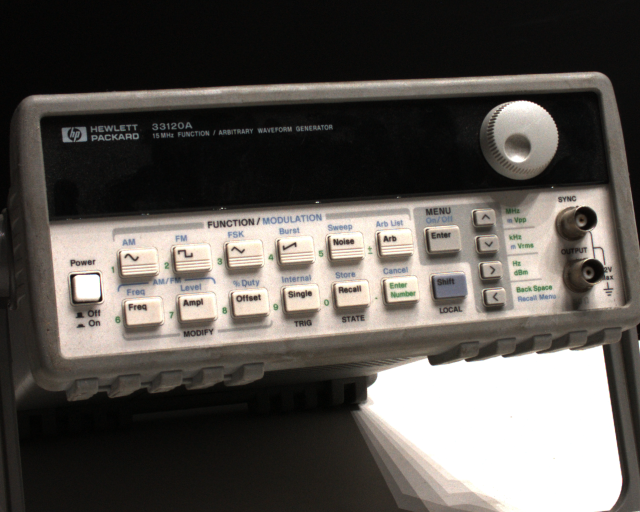 hp HEWLETT PACKARD 33120A
15 MHz FUNCTION / ARBITRARY WAVEFORM GENERATOR
SYNC
FUNCTION / MODULATION
MENU
On/Off
AM FM FSK Burst Sweep Arb List
1 2 3 4 5 Noise ± Arb Enter
MHz
m Vpp
kHz
m Vrms
OUTPUT
Power
AM/FM
Freq Level % Duty Internal Store Cancel
6 Freq 7 Ampl 8 Offset 9 Single 0 Recall . Enter Number Shift
Hz
dBm
Back Space
Recall Menu
Off
On
MODIFY
TRIG
STATE
LOCAL